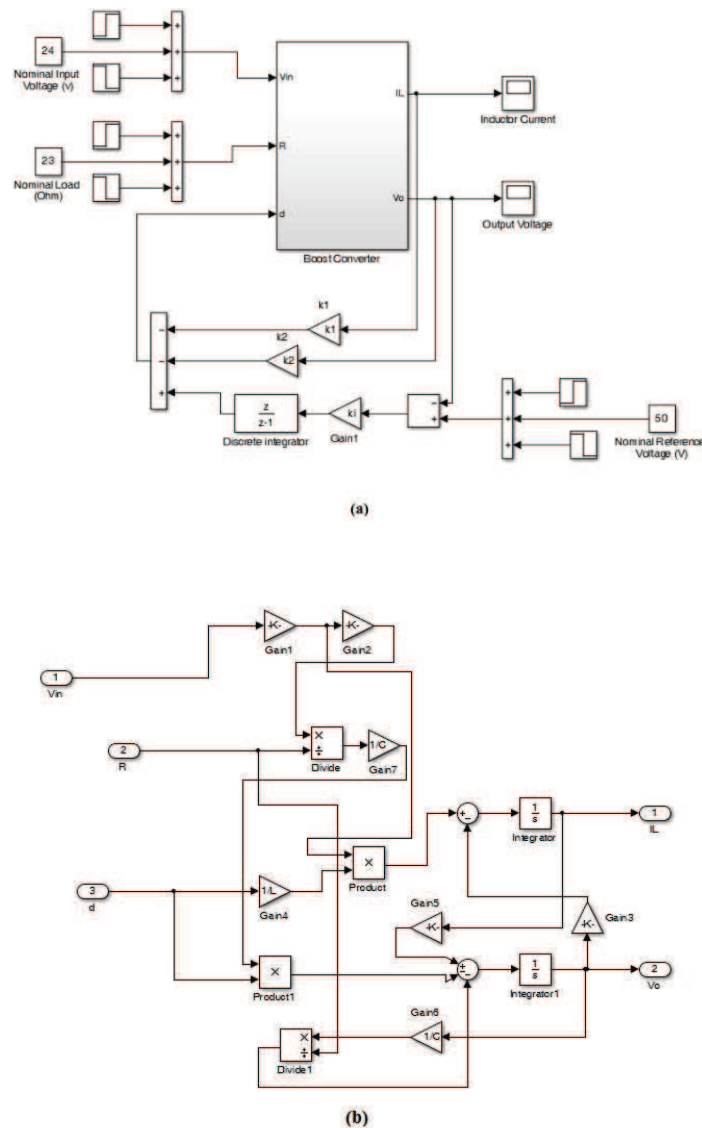 24
Nominal Input
Voltage (v)
+
+
+
23
Nominal Load
(Ohm)
+
+
+
Vin
R
d
IL
Vo
Boost Converter
Inductor Current
Output Voltage
k1
k1
k2
k2
−
−
+
z
z-1
Discrete integrator
ki
Gain1
−
+
+
+
+
50
Nominal Reference
Voltage (V)
(a)
1
Vin
-K-
Gain1
-K-
Gain2
2
R
×
÷
Divide
1/C
Gain7
3
d
1/L
Gain4
×
Product
+
−
1
s
Integrator
1
IL
Gain5
-K-
-K-
Gain3
×
Product1
+
−
−
1
s
Integrator1
2
Vo
×
÷
Divide1
Gain6
1/C
(b)